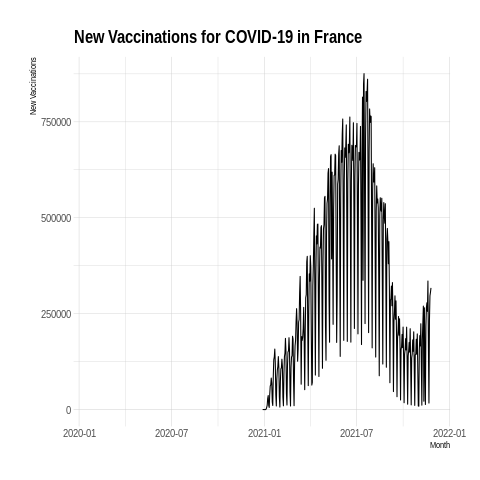 New Vaccinations for COVID-19 in France
New Vaccinations
750000
500000
250000
0
2020-01 2020-07 2021-01 2021-07 2022-01
Month